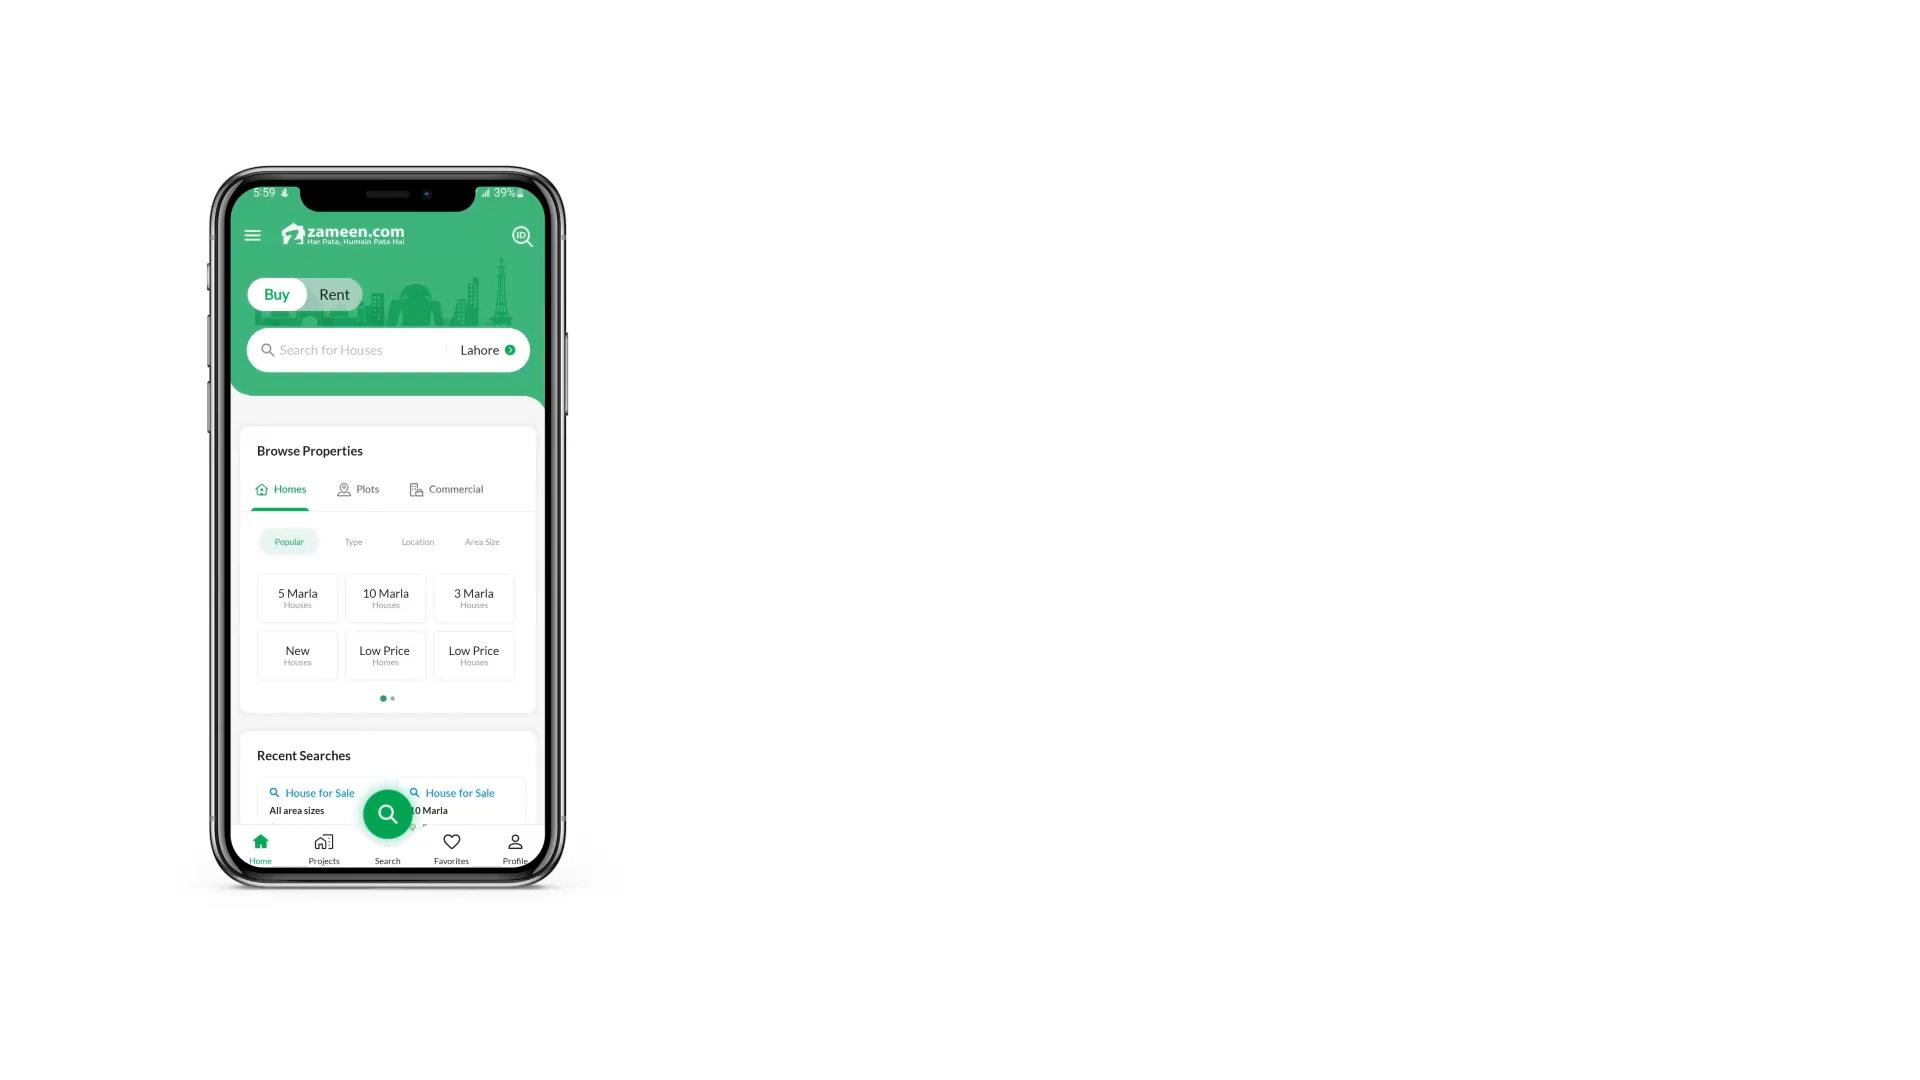 5:59 39%
zameen.com
Har Pata, Humain Pata Hai
ID
Buy Rent
Search for Houses Lahore
Browse Properties
Homes Plots Commercial
Popular Type Location Area Size
5 Marla 10 Marla 3 Marla
Houses Houses Houses
New Low Price Low Price
Houses Homes Houses
Recent Searches
House for Sale House for Sale
All area sizes 10 Marla
Home Projects Search Favorites Profile